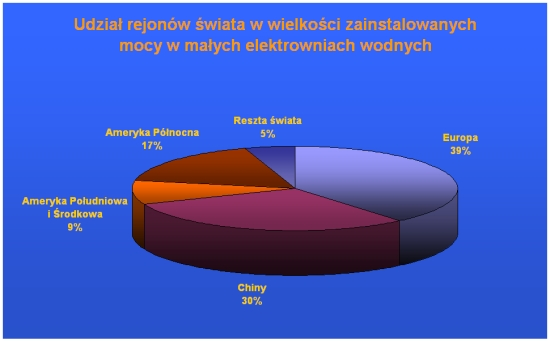 Udział rejonów świata w wielkości zainstalowanych
mocy w małych elektrowniach wodnych
Reszta świata
5%
Ameryka Północna
17%
Europa
39%
Ameryka Południowa
i Środkowa
9%
Chiny
30%